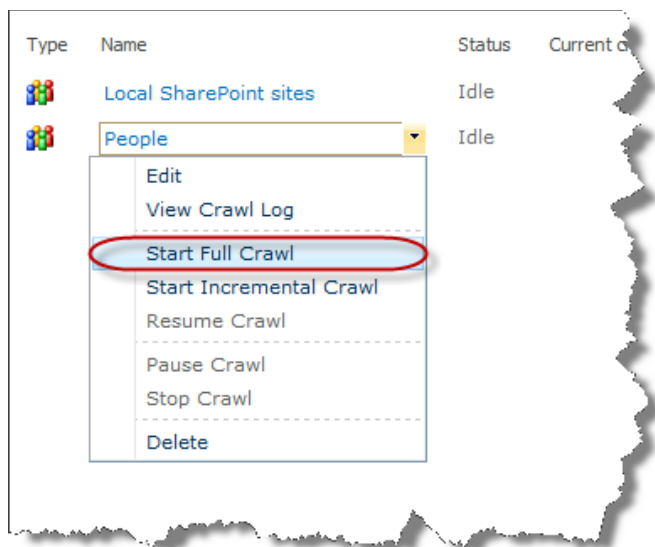 Type Name Status Current
Local SharePoint sites Idle
People Idle
Edit
View Crawl Log
Start Full Crawl
Start Incremental Crawl
Resume Crawl
Pause Crawl
Stop Crawl
Delete